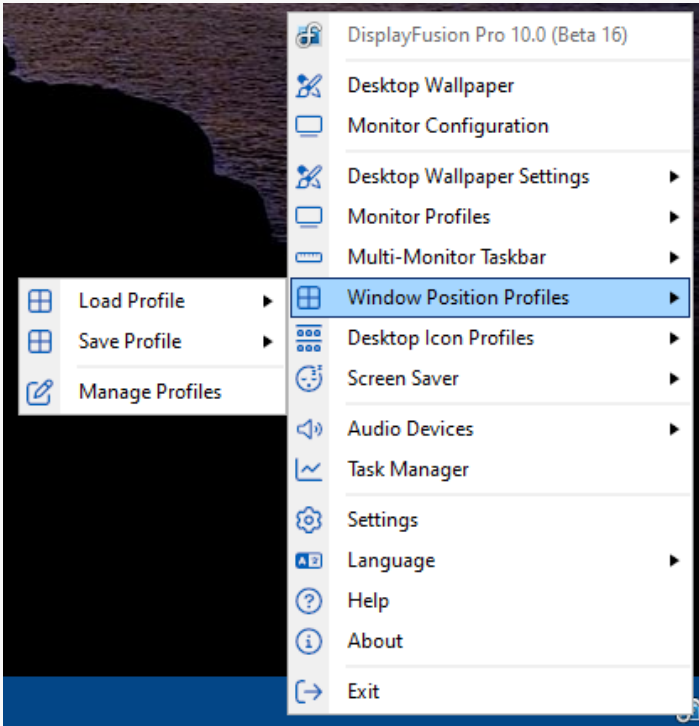 DisplayFusion Pro 10.0 (Beta 16)
Desktop Wallpaper
Monitor Configuration
Desktop Wallpaper Settings
Monitor Profiles
Multi-Monitor Taskbar
Window Position Profiles
Load Profile
Save Profile
Manage Profiles
Desktop Icon Profiles
Screen Saver
Audio Devices
Task Manager
Settings
Language
Help
About
Exit